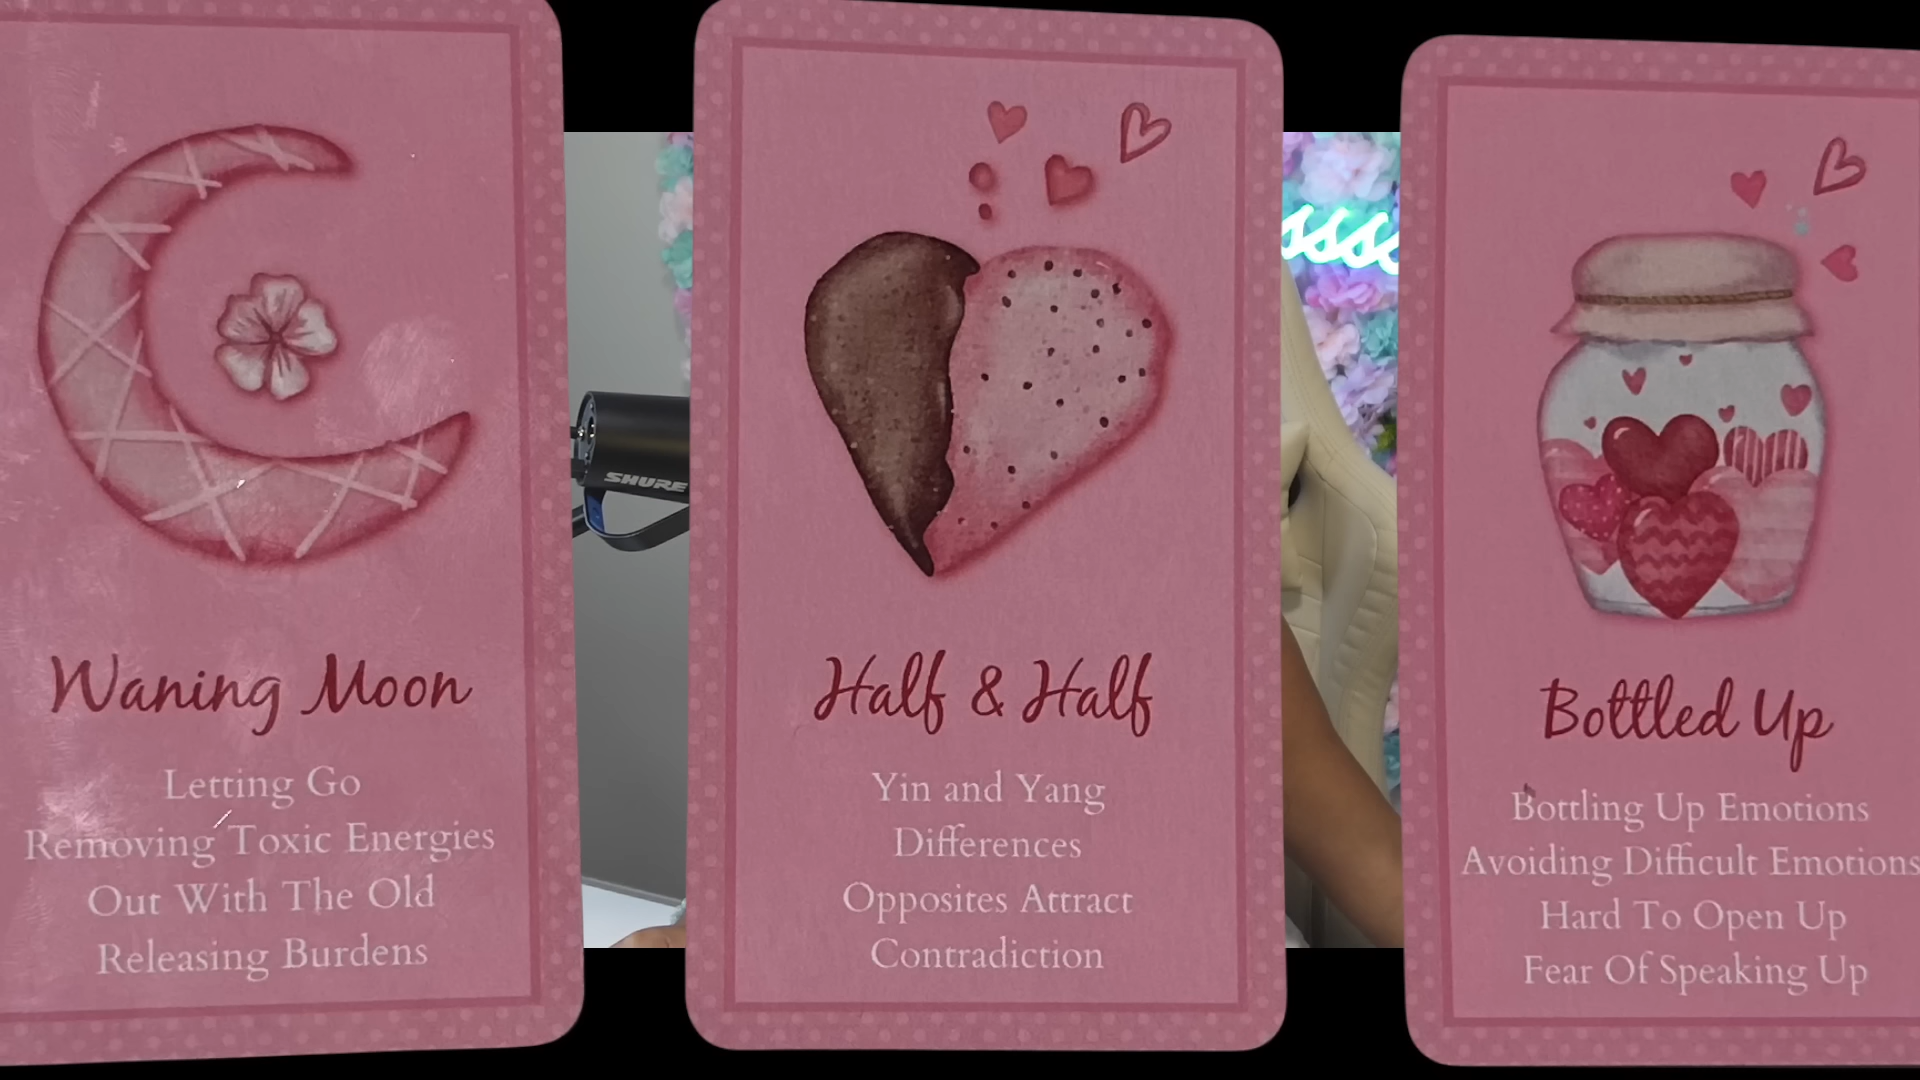 Waning Moon
Letting Go
Removing Toxic Energies
Out With The Old
Releasing Burdens
SHURE
Half & Half
Yin and Yang
Differences
Opposites Attract
Contradiction
ssss
Bottled Up
Bottling Up Emotions
Avoiding Difficult Emotions
Hard To Open Up
Fear Of Speaking Up